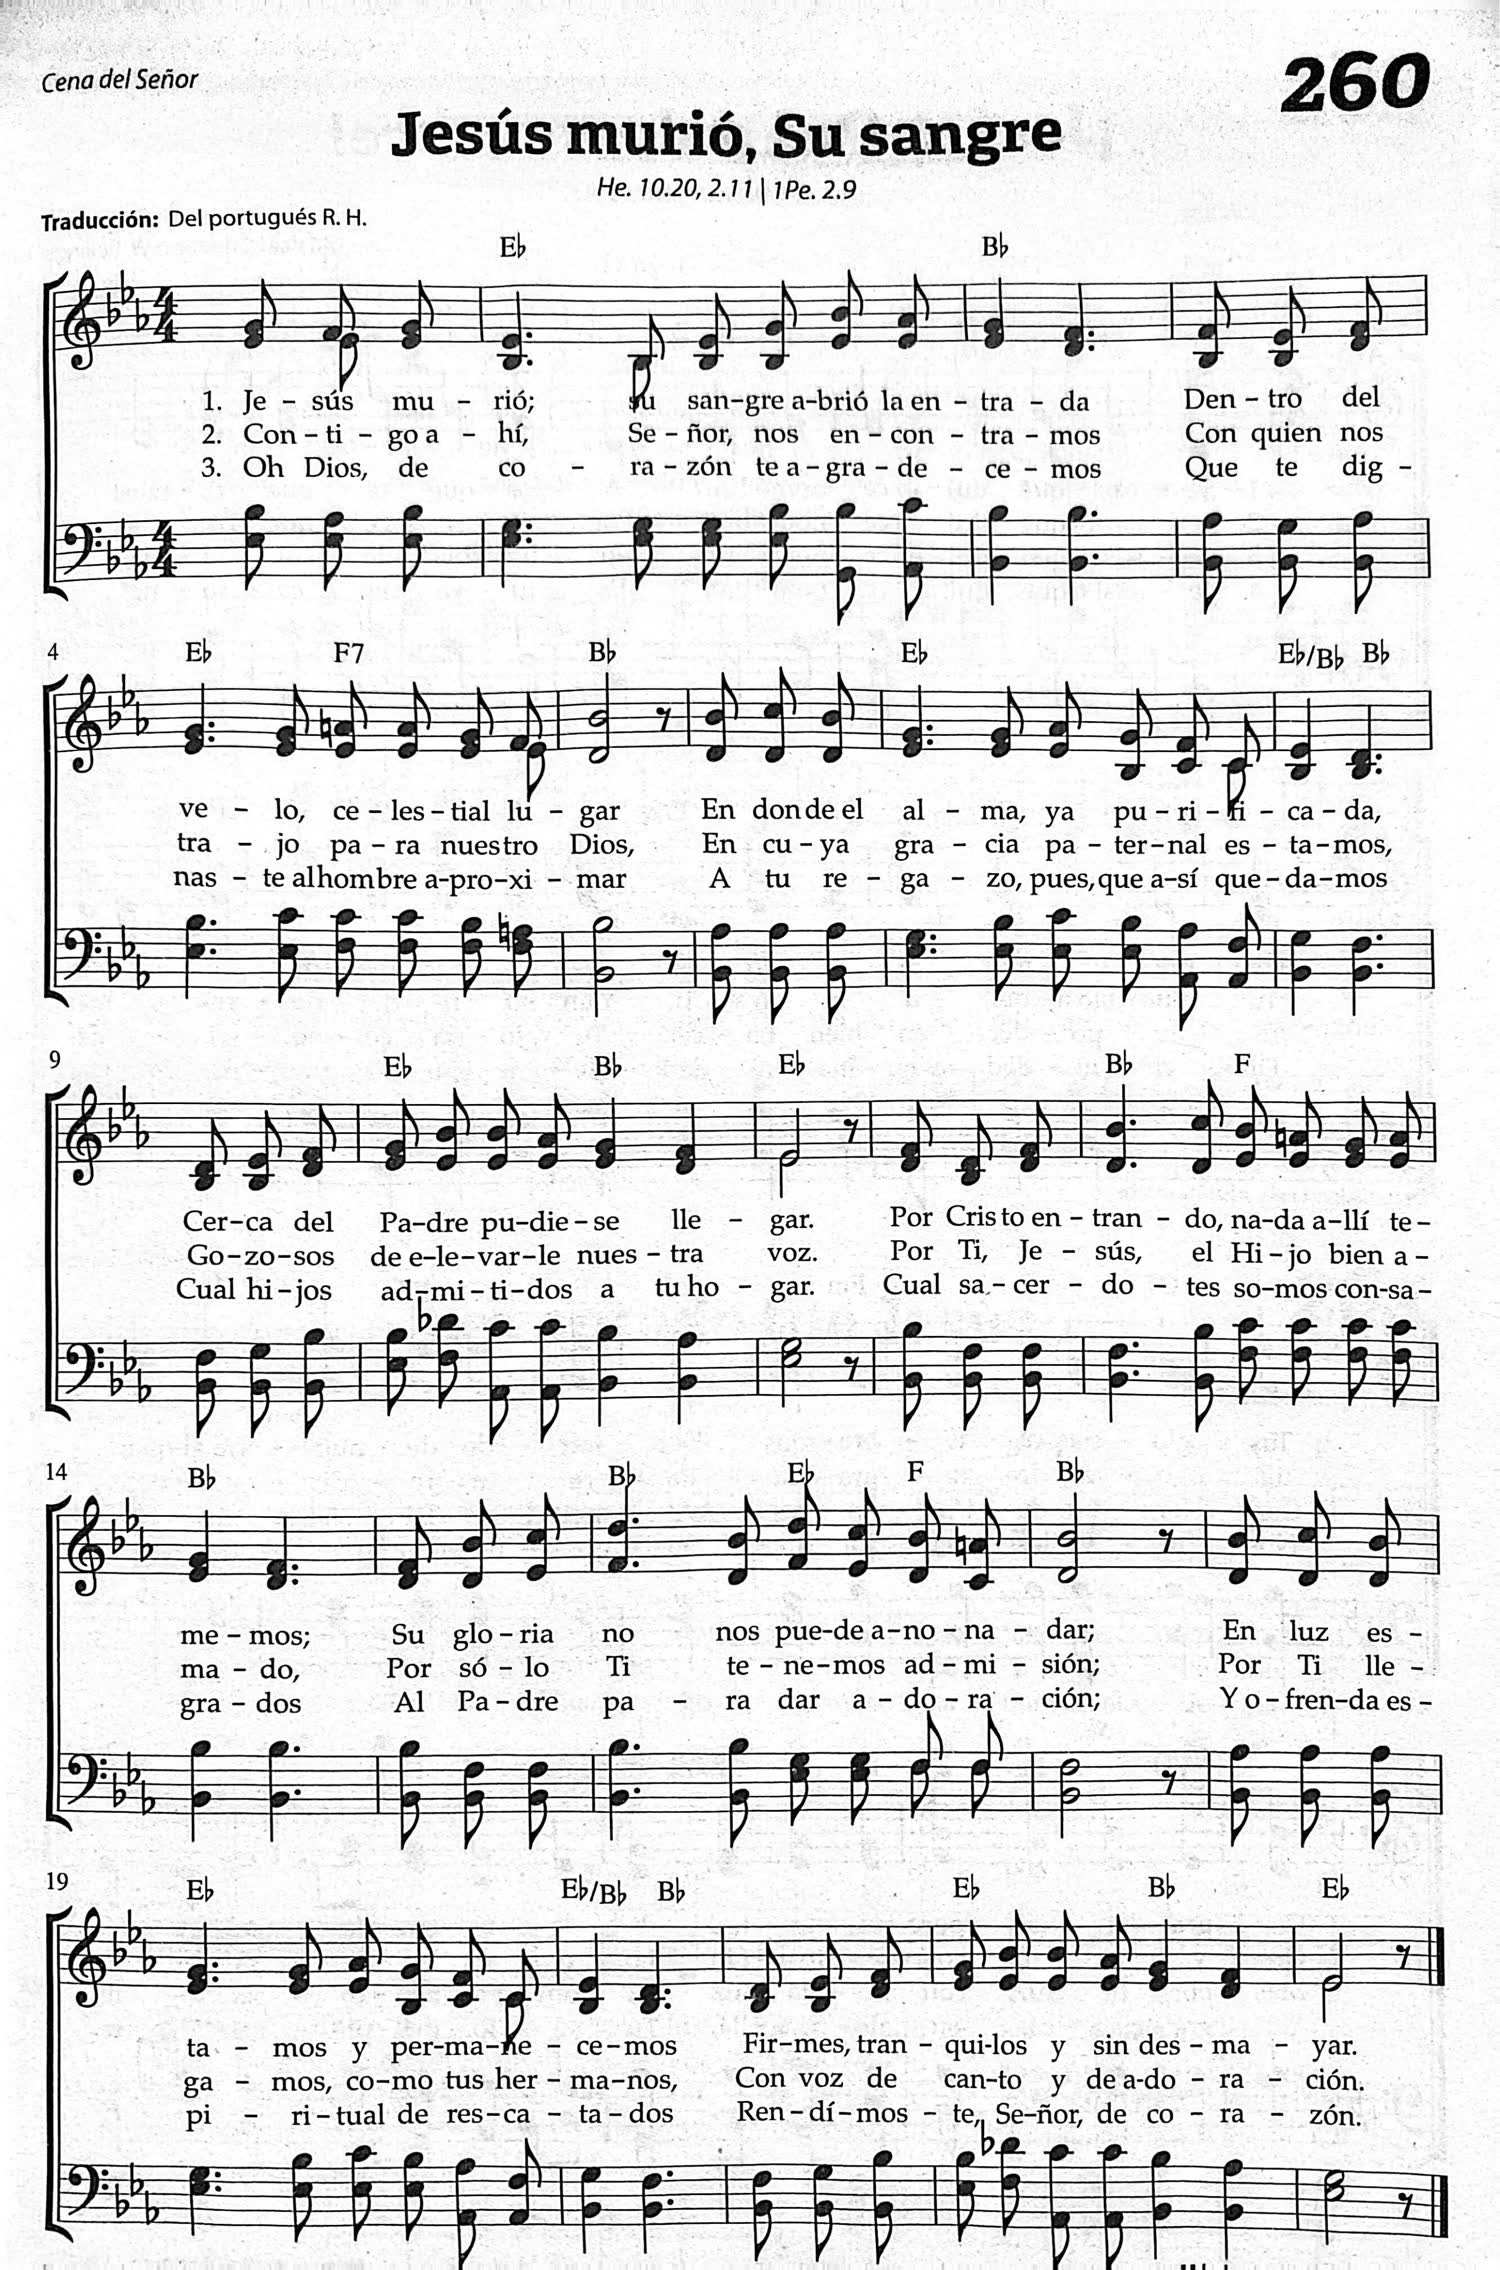 Cena del Señor
260
Jesús murió, Su sangre
He. 10.20, 2.11 | 1Pe. 2.9
Traducción: Del portugués R. H.
E♭ B♭
4
4
1. Je – sús mu – rió; su san–gre a–brió la en – tra – da Den – tro del
2. Con – ti – go a – hí, Se – ñor, nos en – con – tra – mos Con quien nos
3. Oh Dios, de co – ra – zón te a – gra – de – ce – mos Que te dig –
4
4
4 E♭ F7 B♭ E♭ E♭/B♭ B♭
ve – lo, ce – les – tial lu – gar En donde el al – ma, ya pu – ri – fi – ca – da,
tra – jo pa – ra nuestro Dios, En cu – ya gra – cia pa – ter–nal es – ta–mos,
nas – te al hombre a–pro–xi – mar A tu re – ga – zo, pues, que a–sí que–da–mos
9 E♭ B♭ E♭ B♭ F
Cer–ca del Pa–dre pu–die–se lle – gar. Por Cristo en – tran – do, na–da a–llí te–
Go–zo–sos de e–le–var–le nues – tra voz. Por Ti, Je – sús, el Hi – jo bien a –
Cual hi–jos ad–mi–ti–dos a tu ho – gar. Cual sa – cer – do – tes so–mos con–sa–
14 B♭ B♭ E♭ F B♭
me – mos; Su glo – ria no nos pue–de a–no – na – dar; En luz es –
ma – do, Por só – lo Ti te – ne–mos ad–mi – sión; Por Ti lle –
gra – dos Al Pa – dre pa – ra dar a – do – ra – ción; Y o – fren–da es –
19 E♭ E♭/B♭ B♭ E♭ B♭ E♭
ta – mos y per–ma–ne – ce–mos Fir–mes, tran – qui–los y sin des – ma – yar.
ga – mos, co–mo tus her – ma–nos, Con voz de can–to y de a–do – ra – ción.
pi – ri – tual de res–ca – ta–dos Ren – dí–mos – te, Se–ñor, de co – ra – zón.